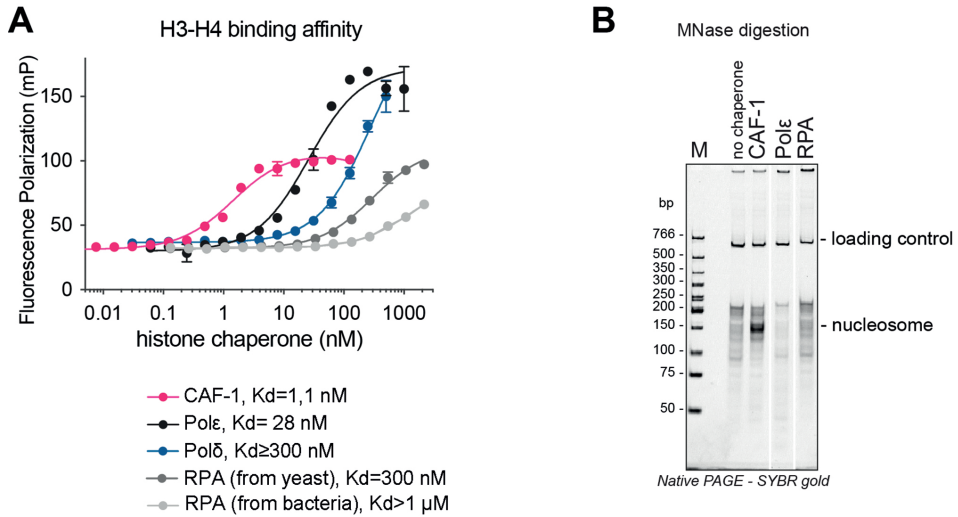 A
H3-H4 binding affinity
Fluorescence Polarization (mP)
150
100
50
0
0.01 0.1 1 10 100 1000
histone chaperone (nM)
CAF-1, Kd=1,1 nM
Polε, Kd= 28 nM
Polδ, Kd≥300 nM
RPA (from yeast), Kd=300 nM
RPA (from bacteria), Kd>1 µM
B
MNase digestion
M
no chaperone
CAF-1
Polε
RPA
bp
766 -
500 -
350 -
300 -
250 -
200 -
150 -
100 -
75 -
50 -
- loading control
- nucleosome
Native PAGE - SYBR gold